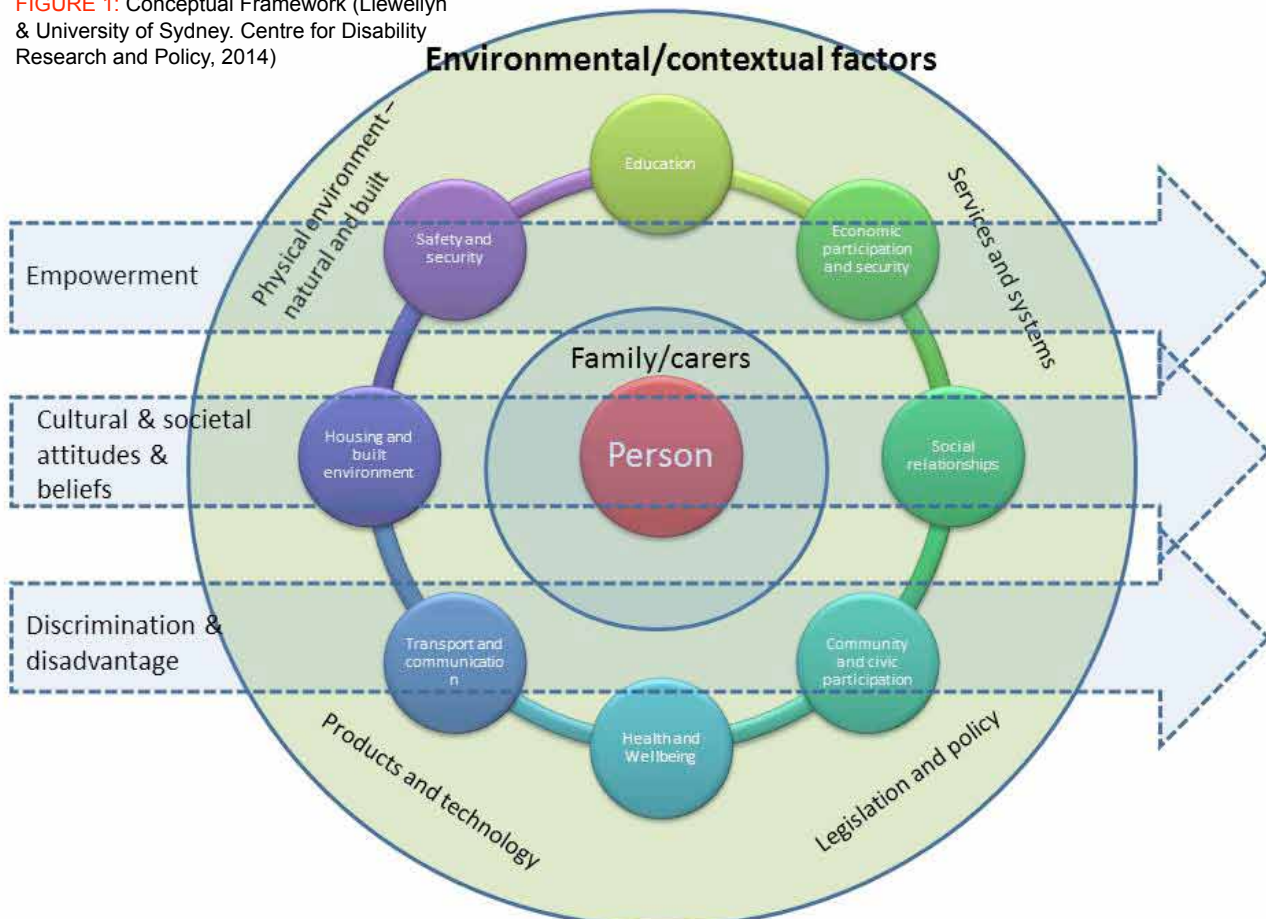 FIGURE 1: Conceptual Framework (Llewellyn
& University of Sydney. Centre for Disability
Research and Policy, 2014)
Environmental/contextual factors
Physical environment –
natural and built
Services and systems
Education
Safety and
security
Economic
participation
and security
Empowerment
Family/carers
Person
Cultural & societal
attitudes &
beliefs
Housing and
built
environment
Social
relationships
Discrimination &
disadvantage
Transport and
communicatio
n
Community
and civic
participation
Health and
Wellbeing
Products and technology
Legislation and policy